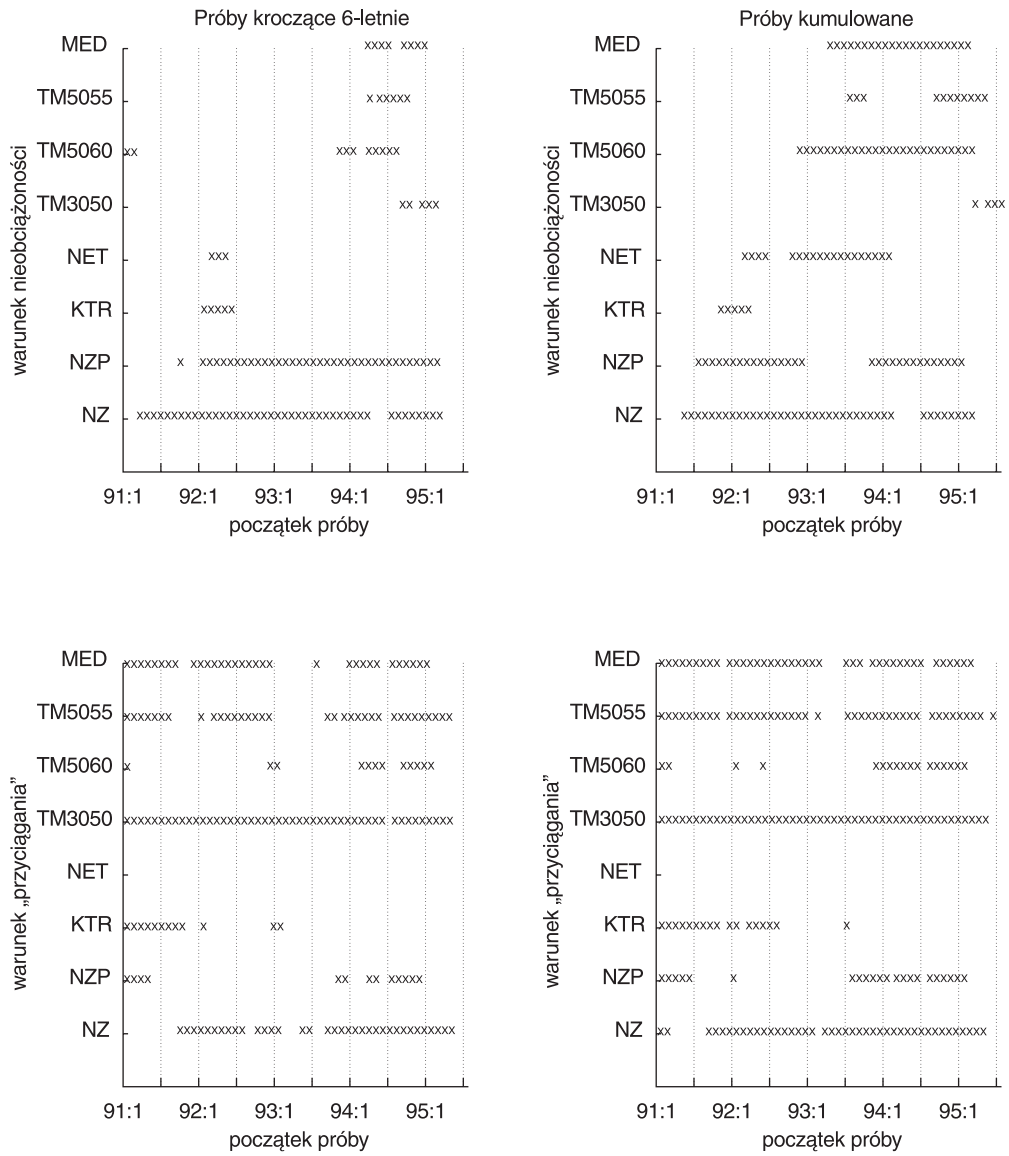 Próby kroczące 6-letnie
MED
TM5055
TM5060
TM3050
NET
KTR
NZP
NZ
warunek nieobciążoności
91:1 92:1 93:1 94:1 95:1
początek próby
Próby kumulowane
MED
TM5055
TM5060
TM3050
NET
KTR
NZP
NZ
warunek nieobciążoności
91:1 92:1 93:1 94:1 95:1
początek próby
MED
TM5055
TM5060
TM3050
NET
KTR
NZP
NZ
warunek „przyciągania”
91:1 92:1 93:1 94:1 95:1
początek próby
MED
TM5055
TM5060
TM3050
NET
KTR
NZP
NZ
warunek „przyciągania”
91:1 92:1 93:1 94:1 95:1
początek próby